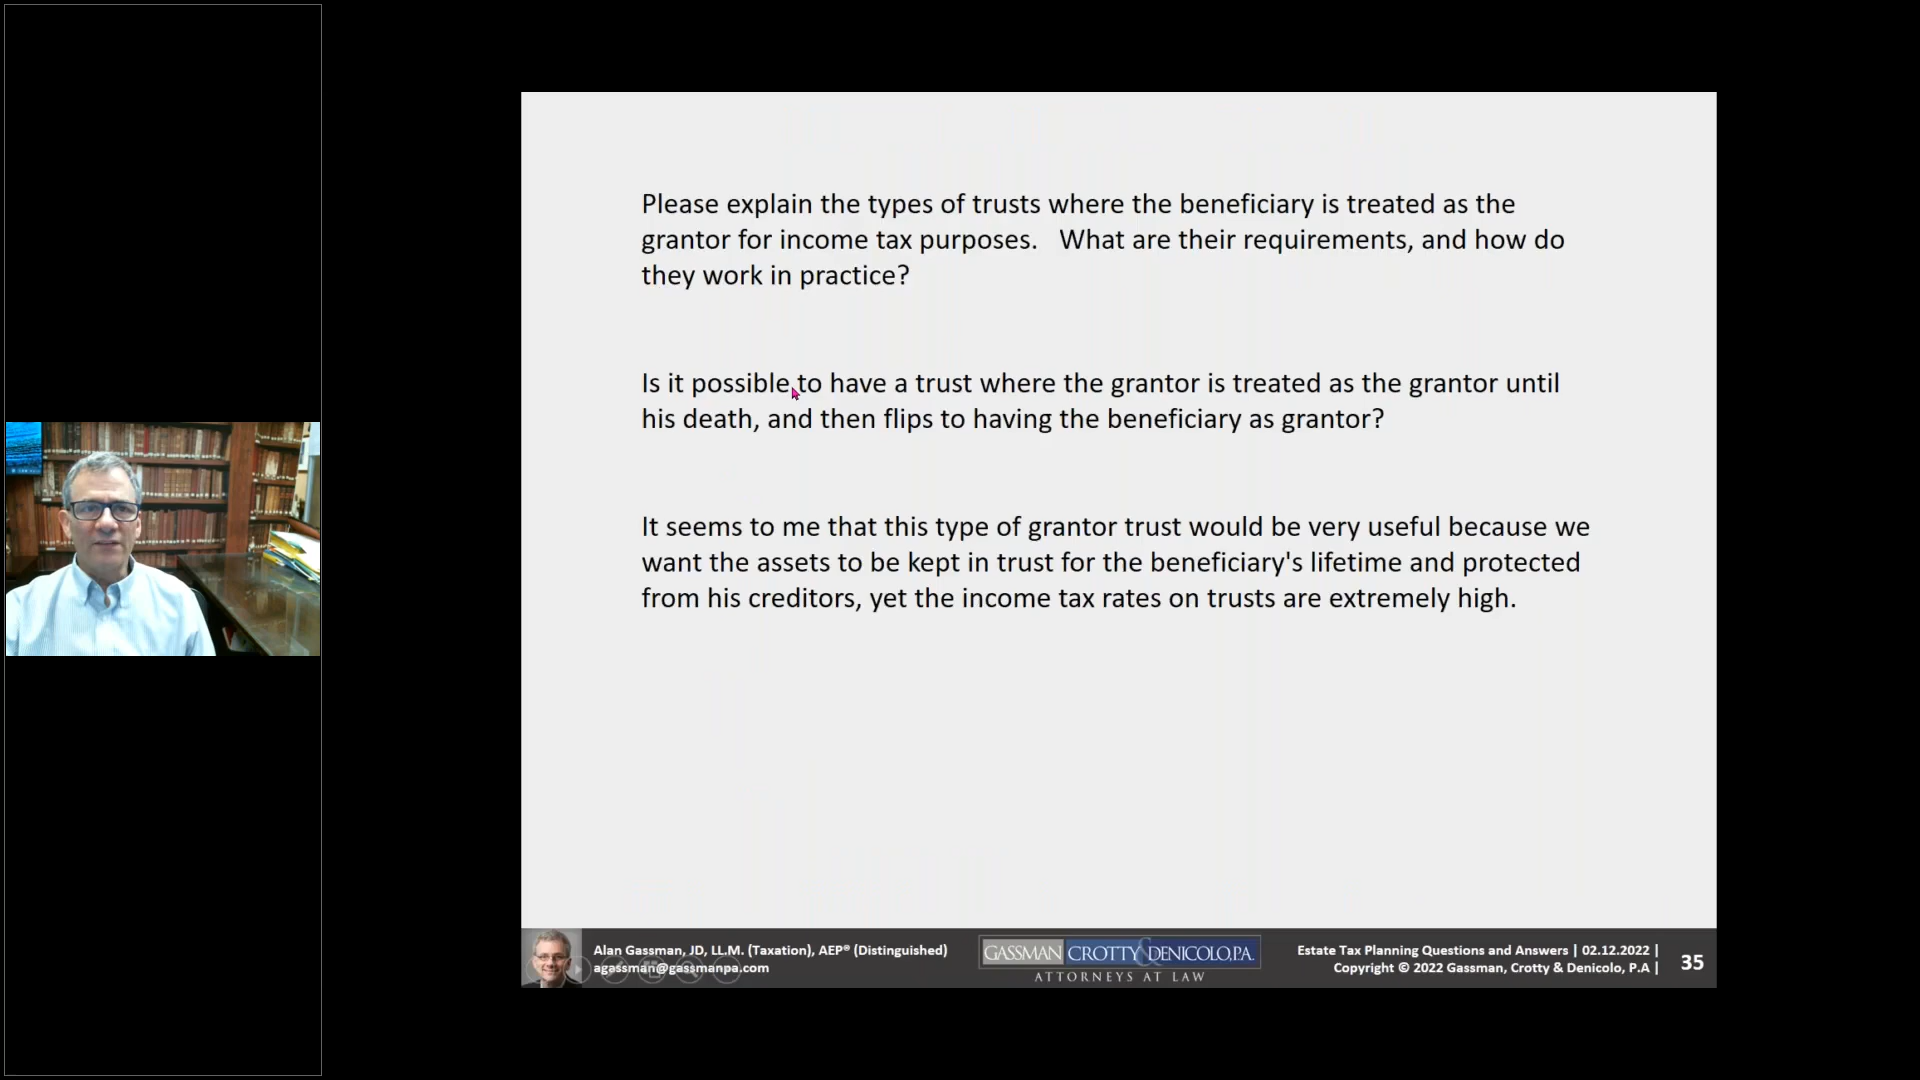 Please explain the types of trusts where the beneficiary is treated as the
grantor for income tax purposes.   What are their requirements, and how do
they work in practice?
Is it possible to have a trust where the grantor is treated as the grantor until
his death, and then flips to having the beneficiary as grantor?
It seems to me that this type of grantor trust would be very useful because we
want the assets to be kept in trust for the beneficiary's lifetime and protected
from his creditors, yet the income tax rates on trusts are extremely high.
Alan Gassman, JD, LL.M. (Taxation), AEP® (Distinguished)
agassman@gassmanpa.com
GASSMAN CROTTY & DENICOLO, P.A.
ATTORNEYS AT LAW
Estate Tax Planning Questions and Answers | 02.12.2022 |
Copyright © 2022 Gassman, Crotty & Denicolo, P.A |
35